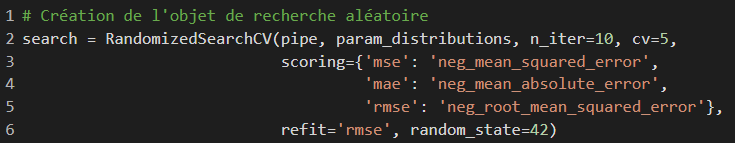 1 # Création de l'objet de recherche aléatoire
2 search = RandomizedSearchCV(pipe, param_distributions, n_iter=10, cv=5,
3                             scoring={'mse': 'neg_mean_squared_error',
4                                      'mae': 'neg_mean_absolute_error',
5                                      'rmse': 'neg_root_mean_squared_error'},
6                             refit='rmse', random_state=42)